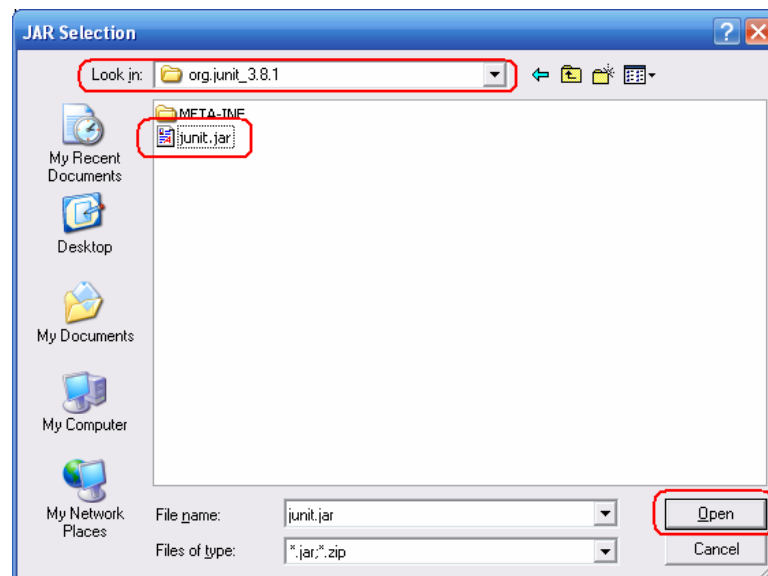 JAR Selection
Look in:
org.junit_3.8.1
META-INF
junit.jar
My Recent
Documents
Desktop
My Documents
My Computer
My Network
Places
File name:
junit.jar
Open
Files of type:
*.jar;*.zip
Cancel